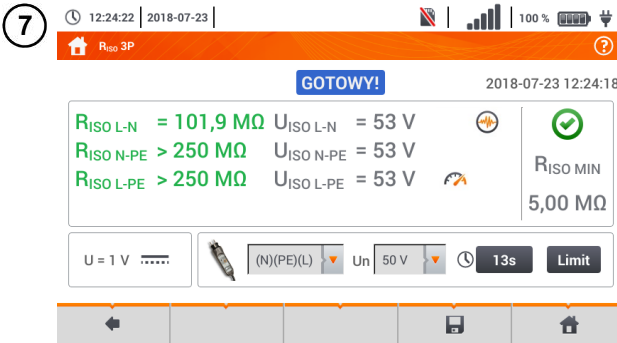 7
12:24:22 2018-07-23 100 %
RISO 3P
GOTOWY! 2018-07-23 12:24:18
RISO L-N = 101,9 MΩ UISO L-N = 53 V
RISO N-PE > 250 MΩ UISO N-PE = 53 V
RISO L-PE > 250 MΩ UISO L-PE = 53 V
RISO MIN
5,00 MΩ
U = 1 V (N)(PE)(L) Un 50 V 13s Limit